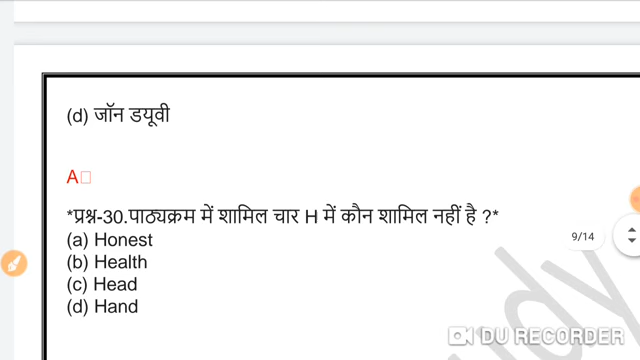 (d) जॉन डयूवी
A□
*प्रश्न-30.पाठ्यक्रम में शामिल चार H में कौन शामिल नहीं है ?*
(a) Honest
(b) Health
9/14
(c) Head
(d) Hand
DU RECORDER